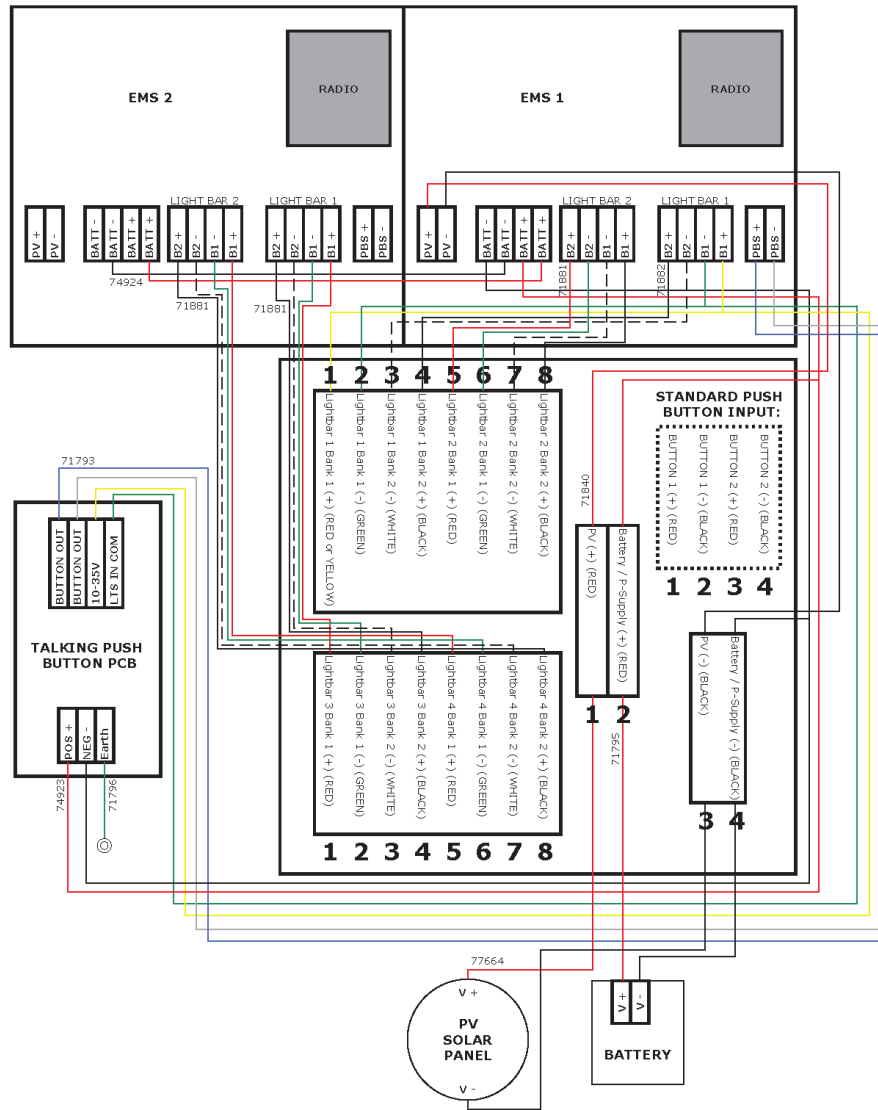 EMS 2
RADIO
EMS 1
RADIO
LIGHT BAR 2
LIGHT BAR 1
LIGHT BAR 2
LIGHT BAR 1
PV +
PV -
BATT -
BATT -
BATT +
BATT +
B2 +
B2 -
B1 -
B1 +
B2 +
B2 -
B1 -
B1 +
PBS +
PBS -
PV +
PV -
BATT -
BATT -
BATT +
BATT +
B2 +
B2 -
B1 -
B1 +
B2 +
B2 -
B1 -
B1 +
PBS +
PBS -
74924
71881
71881
71881
71882
1 2 3 4 5 6 7 8
Lightbar 1 Bank 1 (+) (RED or YELLOW)
Lightbar 1 Bank 1 (-) (GREEN)
Lightbar 1 Bank 2 (-) (WHITE)
Lightbar 1 Bank 2 (+) (BLACK)
Lightbar 2 Bank 1 (+) (RED)
Lightbar 2 Bank 1 (-) (GREEN)
Lightbar 2 Bank 2 (-) (WHITE)
Lightbar 2 Bank 2 (+) (BLACK)
STANDARD PUSH
BUTTON INPUT:
BUTTON 1 (+) (RED)
BUTTON 1 (-) (BLACK)
BUTTON 2 (+) (RED)
BUTTON 2 (-) (BLACK)
1 2 3 4
71793
BUTTON OUT
BUTTON OUT
10-35V
LTS IN COM
TALKING PUSH
BUTTON PCB
POS +
NEG -
Earth
74923
71796
71840
PV (+) (RED)
Battery / P-Supply (+) (RED)
1 2
71795
PV (-) (BLACK)
Battery / P-Supply (-) (BLACK)
3 4
Lightbar 3 Bank 1 (+) (RED)
Lightbar 3 Bank 1 (-) (GREEN)
Lightbar 3 Bank 2 (-) (WHITE)
Lightbar 3 Bank 2 (+) (BLACK)
Lightbar 4 Bank 1 (+) (RED)
Lightbar 4 Bank 1 (-) (GREEN)
Lightbar 4 Bank 2 (-) (WHITE)
Lightbar 4 Bank 2 (+) (BLACK)
1 2 3 4 5 6 7 8
77664
V +
PV
SOLAR
PANEL
V -
V +
V -
BATTERY